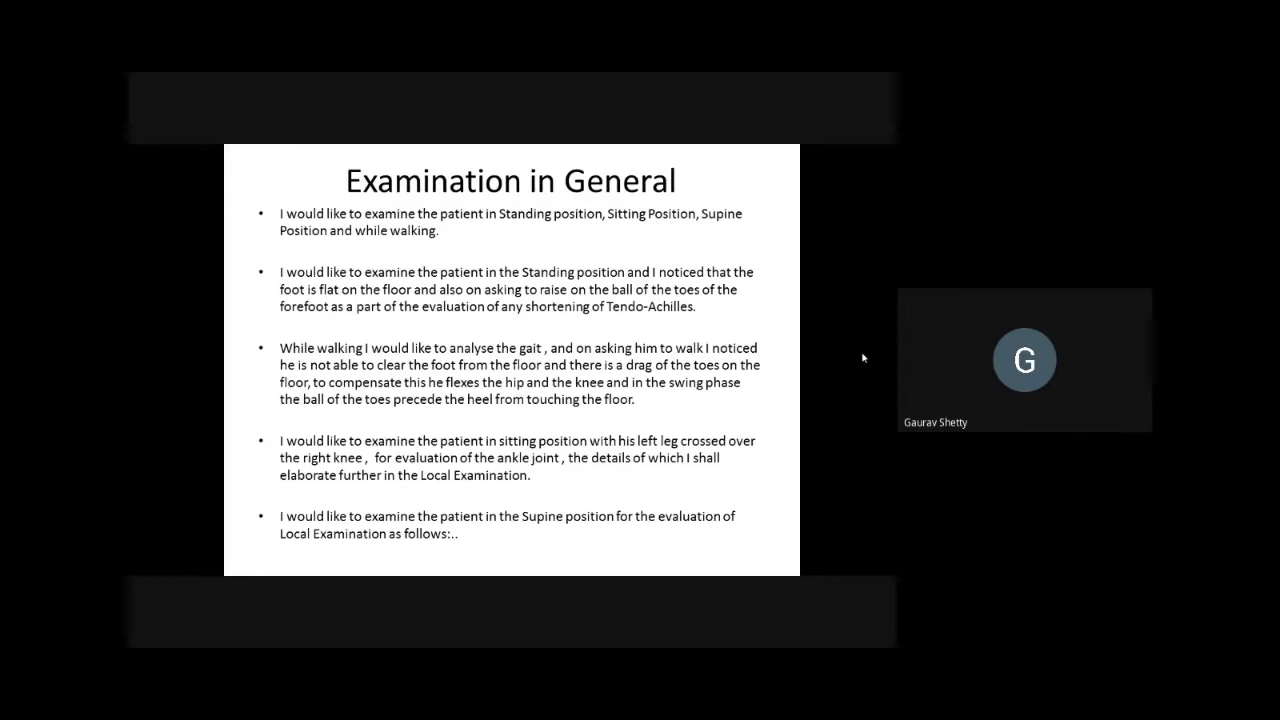 Examination in General
• I would like to examine the patient in Standing position, Sitting Position, Supine
Position and while walking.
• I would like to examine the patient in the Standing position and I noticed that the
foot is flat on the floor and also on asking to raise on the ball of the toes of the
forefoot as a part of the evaluation of any shortening of Tendo-Achilles.
• While walking I would like to analyse the gait , and on asking him to walk I noticed
he is not able to clear the foot from the floor and there is a drag of the toes on the
floor, to compensate this he flexes the hip and the knee and in the swing phase
the ball of the toes precede the heel from touching the floor.
• I would like to examine the patient in sitting position with his left leg crossed over
the right knee , for evaluation of the ankle joint , the details of which I shall
elaborate further in the Local Examination.
• I would like to examine the patient in the Supine position for the evaluation of
Local Examination as follows:..
G
Gaurav Shetty